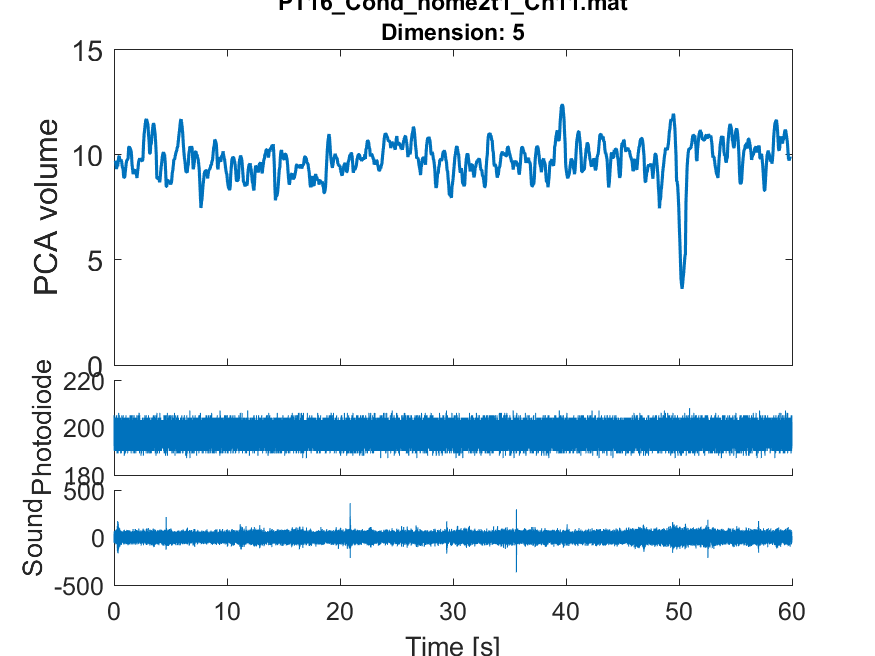 PT16_Cond_home2t1_Ch11.mat
Dimension: 5
15
10
5
0
PCA volume
220
200
180
Photodiode
500
0
-500
Sound
0 10 20 30 40 50 60
Time [s]